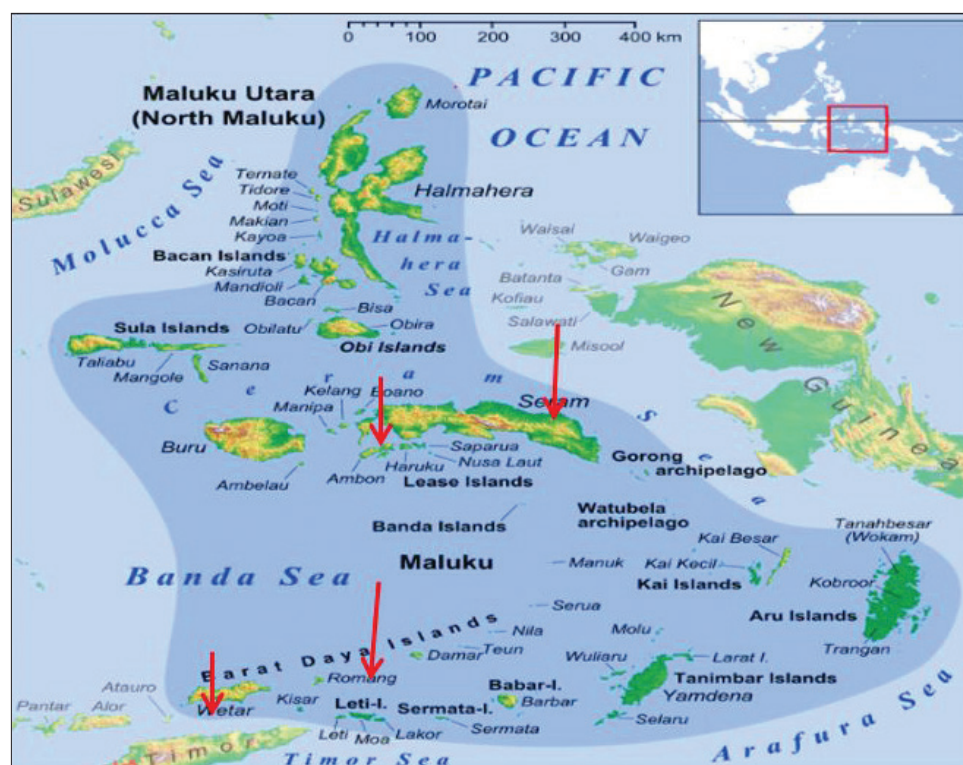 0 100 200 300 400 km
PACIFIC
OCEAN
Maluku Utara
(North Maluku)
Morotai
Sulawesi
Molucca Sea
Ternate
Tidore
Moti
Makian
Kayoa
Halmahera
Halma-
hera
Sea
Bacan Islands
Kasiruta
Mandioli
Bacan
Waisai
Waigeo
Gam
Batanta
Kofiau
Salawati
Misool
New
Guinea
Bisa
Obilatu
Obira
Obi Islands
Sula Islands
Taliabu
Mangole
Sanana
Ceram Sea
Kelang
Boano
Manipa
Seram
Buru
Ambelau
Ambon
Haruku
Saparua
Nusa Laut
Lease Islands
Gorong
archipelago
Banda Islands
Watubela
archipelago
Tanahbesar
(Wokam)
Kai Besar
Kai Kecil
Kai Islands
Manuk
Maluku
Banda Sea
Kobroor
Aru Islands
Trangan
Serua
Nila
Teun
Damar
Barat Daya Islands
Romang
Molu
Wuliaru
Larat I.
Tanimbar Islands
Yamdena
Selaru
Babar-I.
Barbar
Wetar
Kisar
Leti-I.
Sermata-I.
Leti
Moa
Lakor
Sermata
Atauro
Pantar
Alor
Timor
Timor Sea
Arafura Sea